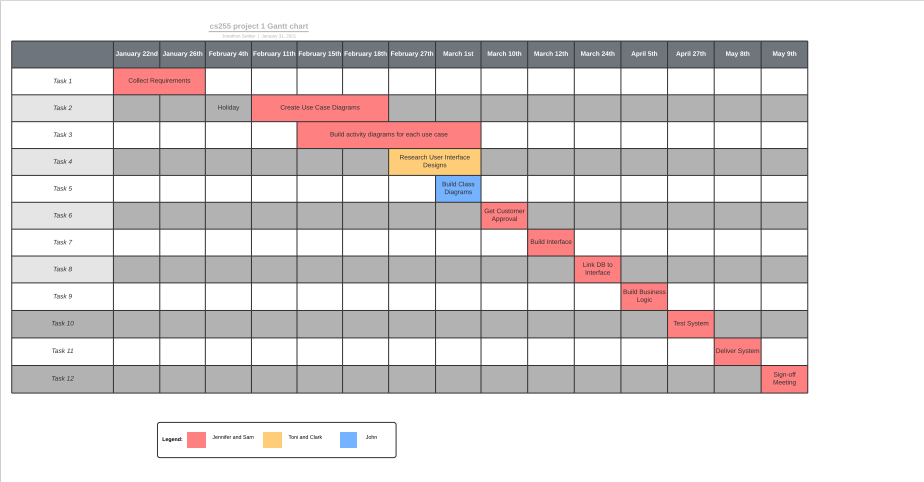 cs255 project 1 Gantt chart
January 22nd January 26th February 4th February 11th February 15th February 18th February 27th March 1st March 10th March 12th March 24th April 5th April 27th May 8th May 9th
Task 1 Collect Requirements
Task 2 Holiday Create Use Case Diagrams
Task 3 Build activity diagrams for each use case
Task 4 Research User Interface
Designs
Task 5 Build Class
Diagrams
Task 6 Get Customer
Approval
Task 7 Build Interface
Task 8 Link DB to
Interface
Task 9 Build Business
Logic
Task 10 Test System
Task 11 Deliver System
Task 12 Sign-off
Meeting
Legend: Jennifer and Sam Toni and Clark John